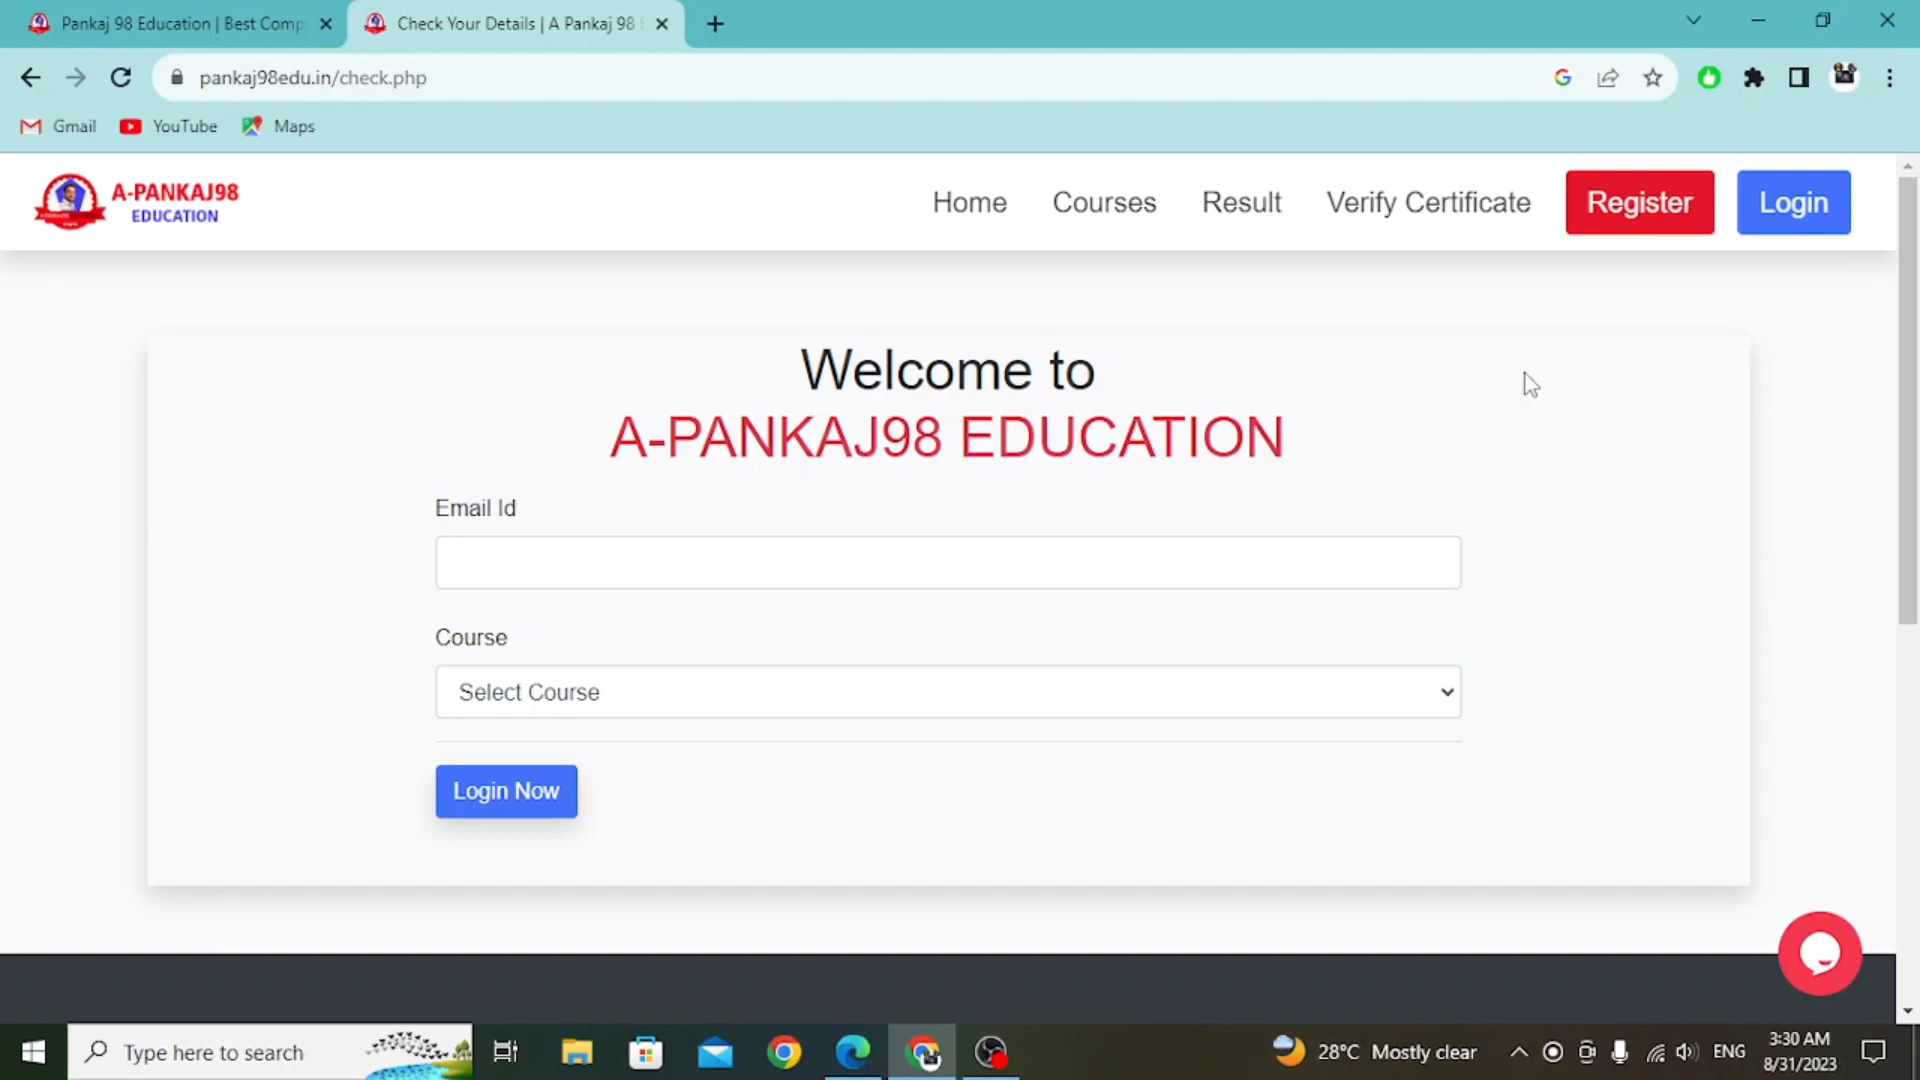 Pankaj 98 Education | Best Comp
Check Your Details | A Pankaj 98
pankaj98edu.in/check.php
Gmail
YouTube
Maps
A-PANKAJ98
EDUCATION
Home
Courses
Result
Verify Certificate
Register
Login
Welcome to
A-PANKAJ98 EDUCATION
Email Id
Course
Select Course
Login Now
Type here to search
28°C Mostly clear
ENG
3:30 AM
8/31/2023